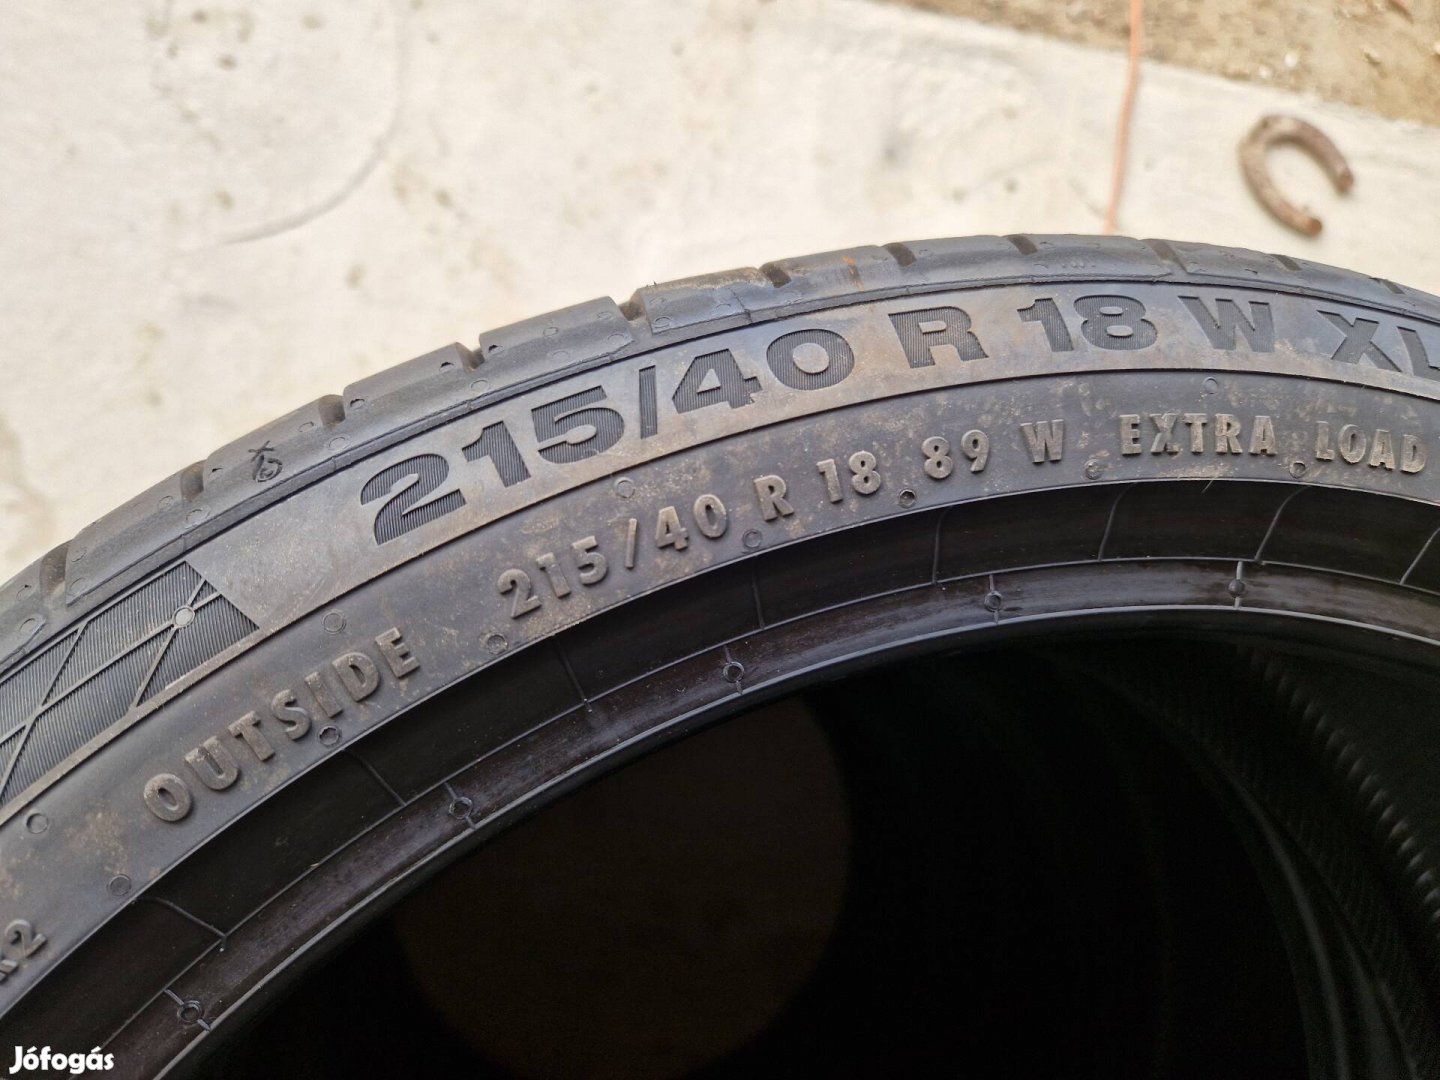 215/40 R 18 W XL
215/40 R 18 89 W EXTRA LOAD
OUTSIDE
Jófogás